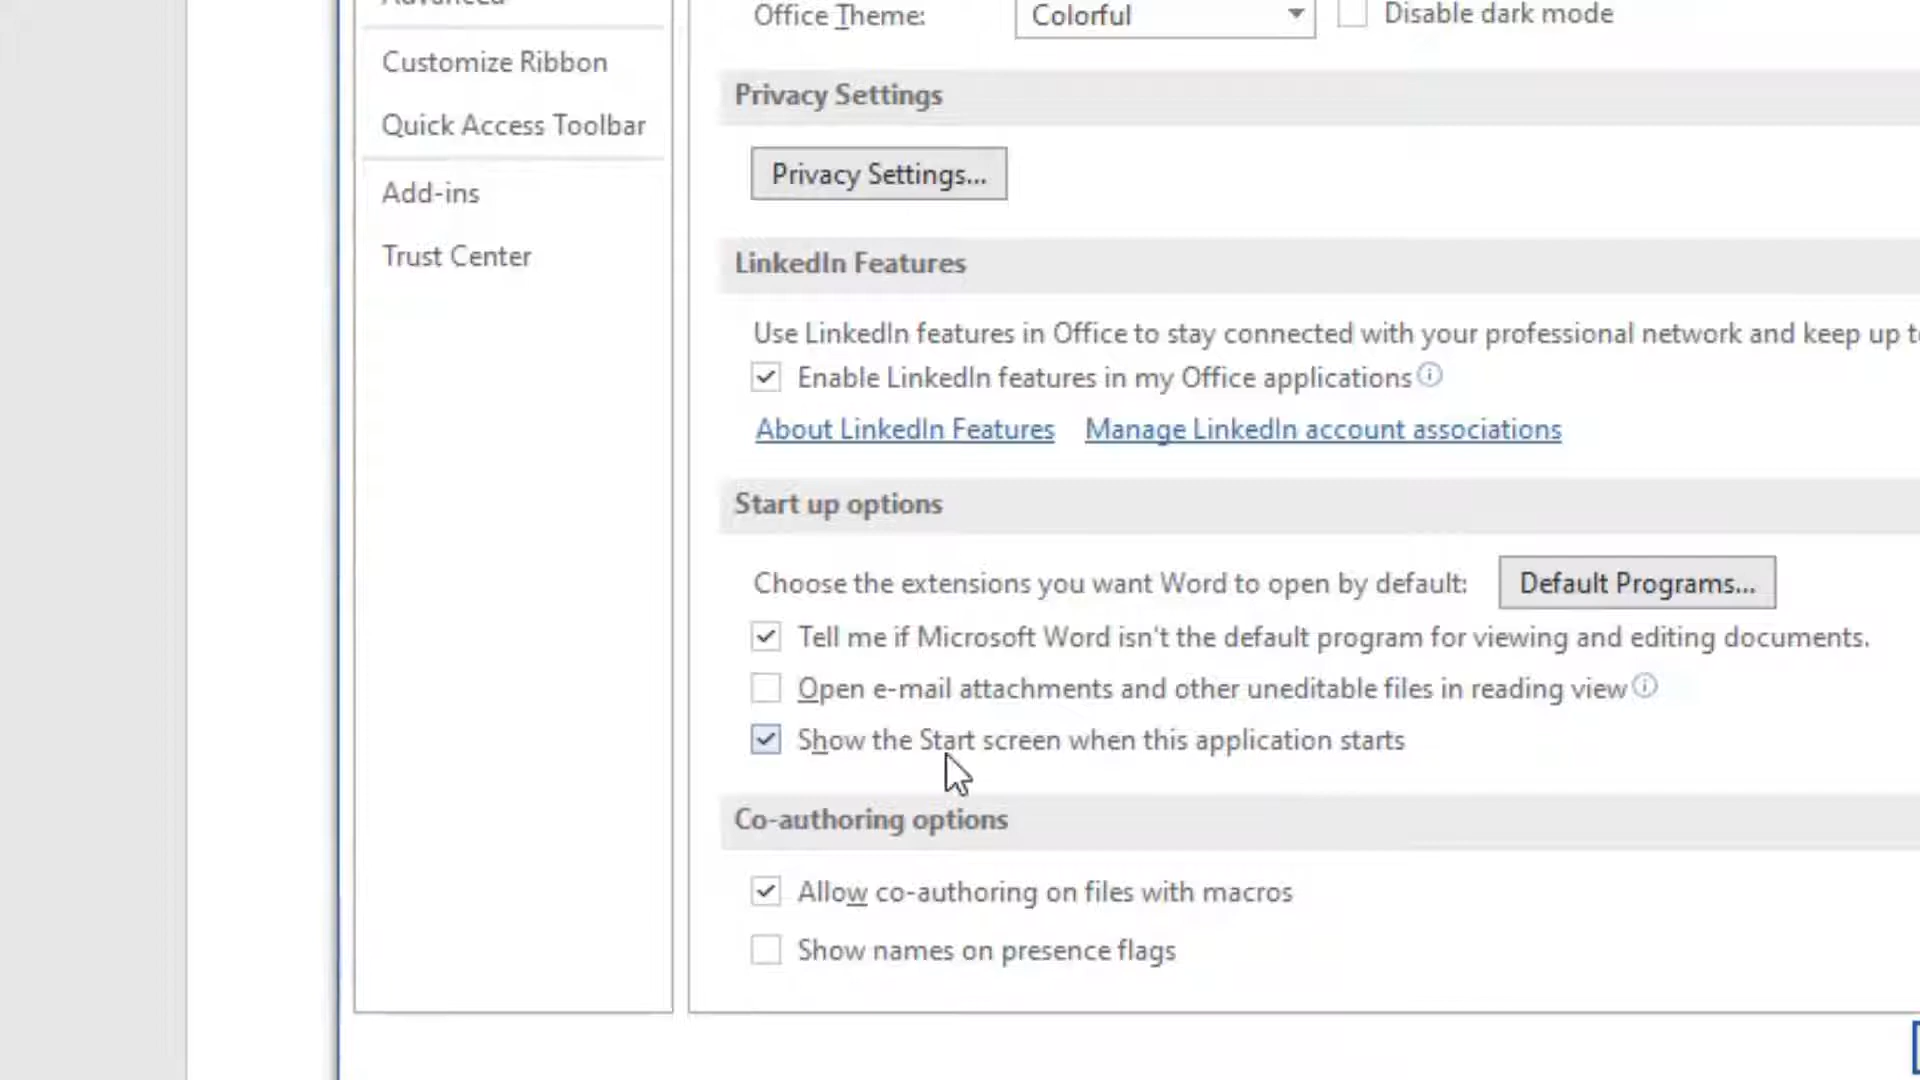 Advanced
Customize Ribbon
Quick Access Toolbar
Add-ins
Trust Center
Office Theme: Colorful Disable dark mode
Privacy Settings
Privacy Settings...
LinkedIn Features
Use LinkedIn features in Office to stay connected with your professional network and keep up
Enable LinkedIn features in my Office applications
About LinkedIn Features Manage LinkedIn account associations
Start up options
Choose the extensions you want Word to open by default: Default Programs...
Tell me if Microsoft Word isn't the default program for viewing and editing documents.
Open e-mail attachments and other uneditable files in reading view
Show the Start screen when this application starts
Co-authoring options
Allow co-authoring on files with macros
Show names on presence flags